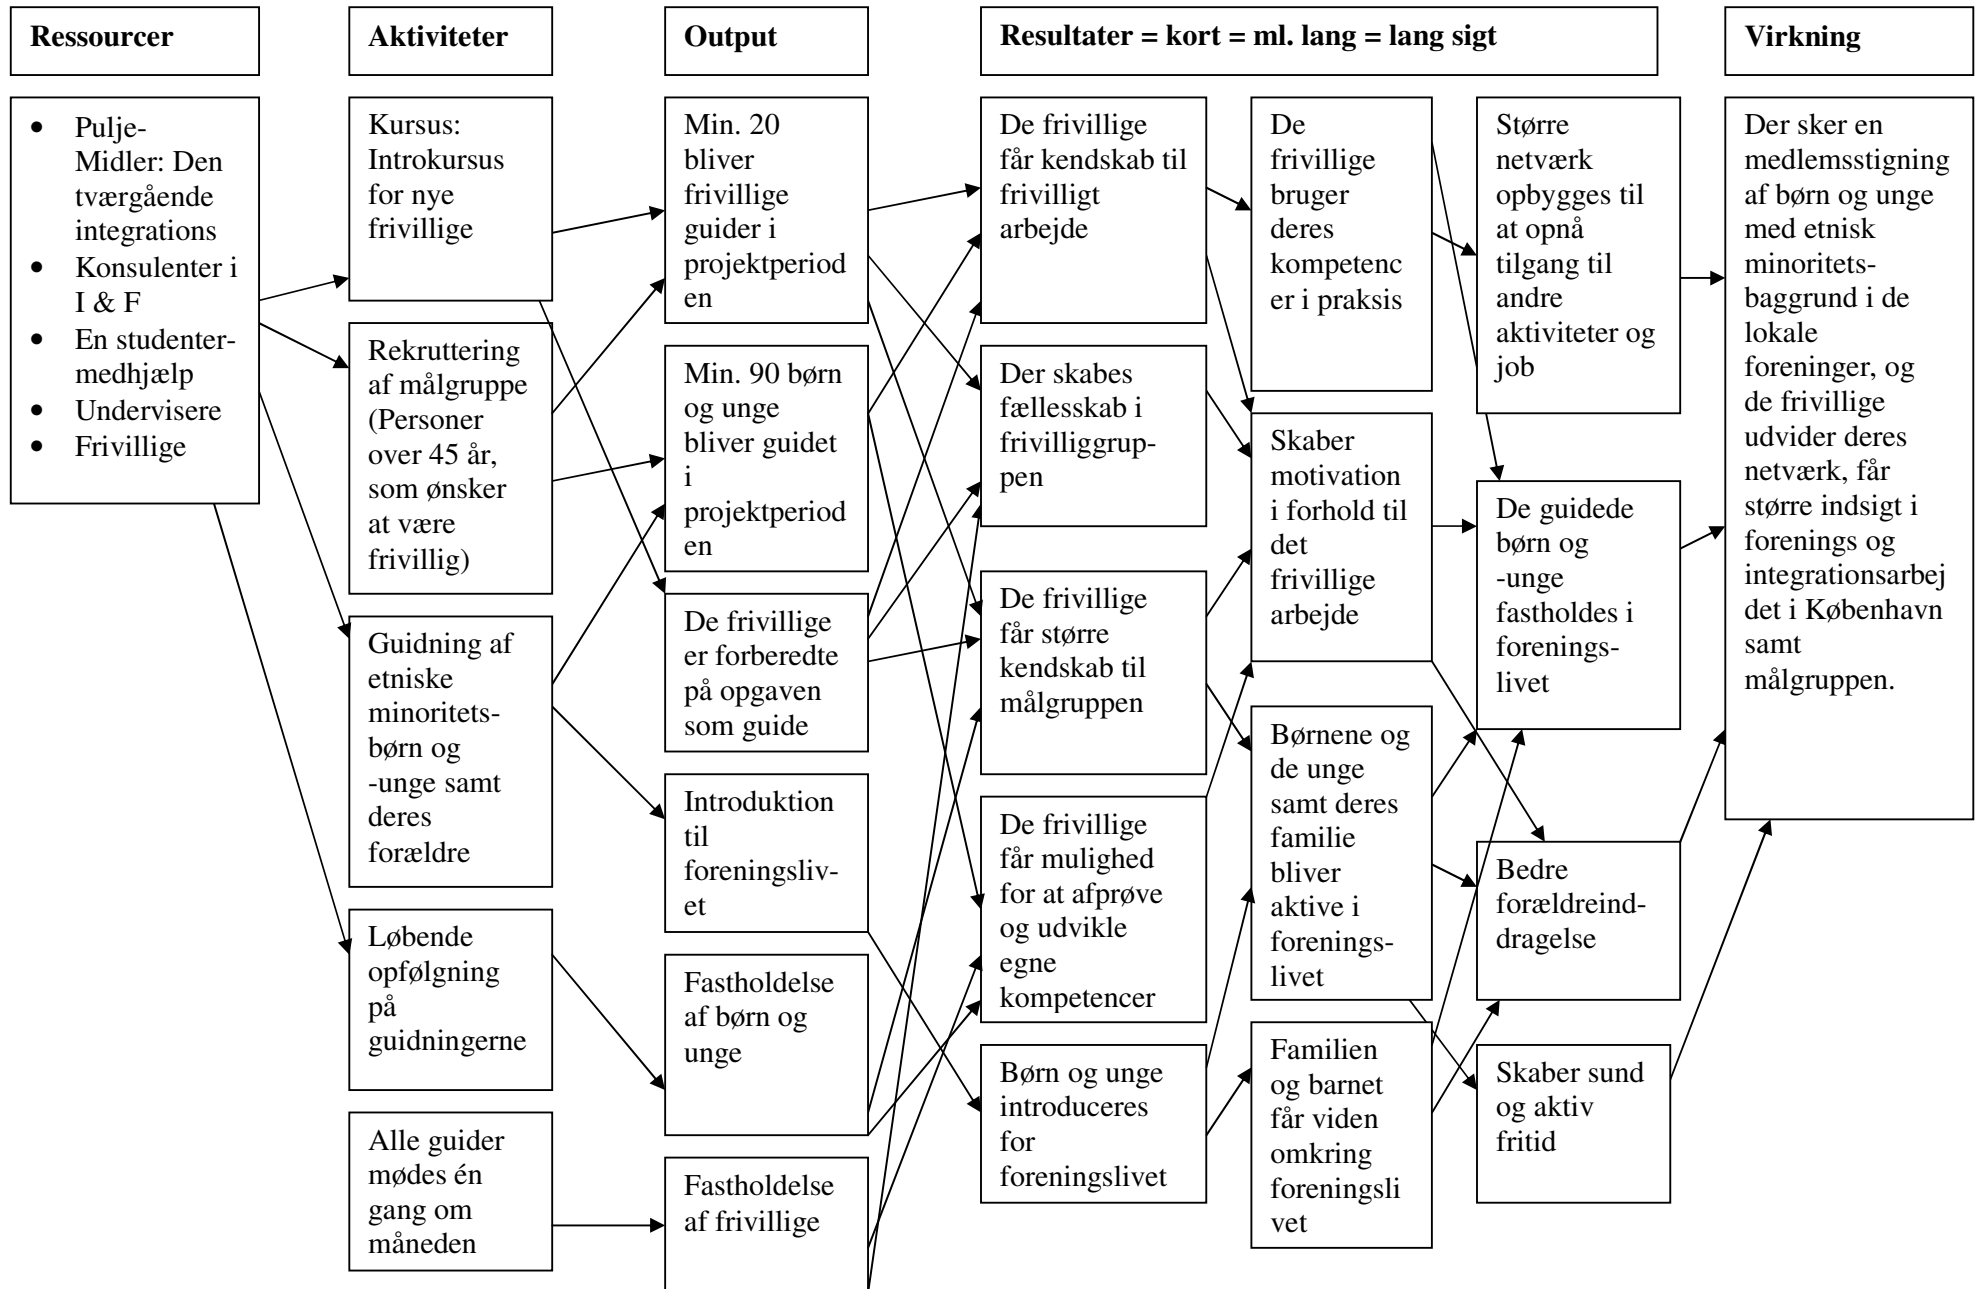 Ressourcer
Aktiviteter
Output
Resultater = kort = ml. lang = lang sigt
Virkning
• Pulje-
Midler: Den
tværgående
integrations
• Konsulenter i
I & F
• En studenter-
medhjælp
• Undervisere
• Frivillige
Kursus:
Introkursus
for nye
frivillige
Rekruttering
af målgruppe
(Personer
over 45 år,
som ønsker
at være
frivillig)
Guidning af
etniske
minoritets-
børn og
-unge samt
deres
forældre
Løbende
opfølgning
på
guidningerne
Alle guider
mødes én
gang om
måneden
Min. 20
bliver
frivillige
guider i
projektperiod
en
Min. 90 børn
og unge
bliver guidet
i
projektperiod
en
De frivillige
er forberedte
på opgaven
som guide
Introduktion
til
foreningsliv-
et
Fastholdelse
af børn og
unge
Fastholdelse
af frivillige
De frivillige
får kendskab til
frivilligt
arbejde
Der skabes
fællesskab i
frivilliggrup-
pen
De frivillige
får større
kendskab til
målgruppen
De frivillige
får mulighed
for at afprøve
og udvikle
egne
kompetencer
Børn og unge
introduceres
for
foreningslivet
De
frivillige
bruger
deres
kompetenc
er i praksis
Skaber
motivation
i forhold til
det
frivillige
arbejde
Børnene og
de unge
samt deres
familie
bliver
aktive i
forenings-
livet
Familien
og barnet
får viden
omkring
foreningsli
vet
Større
netværk
opbygges til
at opnå
tilgang til
andre
aktiviteter og
job
De guidede
børn og
-unge
fastholdes i
forenings-
livet
Bedre
forældreind-
dragelse
Skaber sund
og aktiv
fritid
Der sker en
medlemsstigning
af børn og unge
med etnisk
minoritets-
baggrund i de
lokale
foreninger, og
de frivillige
udvider deres
netværk, får
større indsigt i
forenings og
integrationsarbej
det i København
samt
målgruppen.